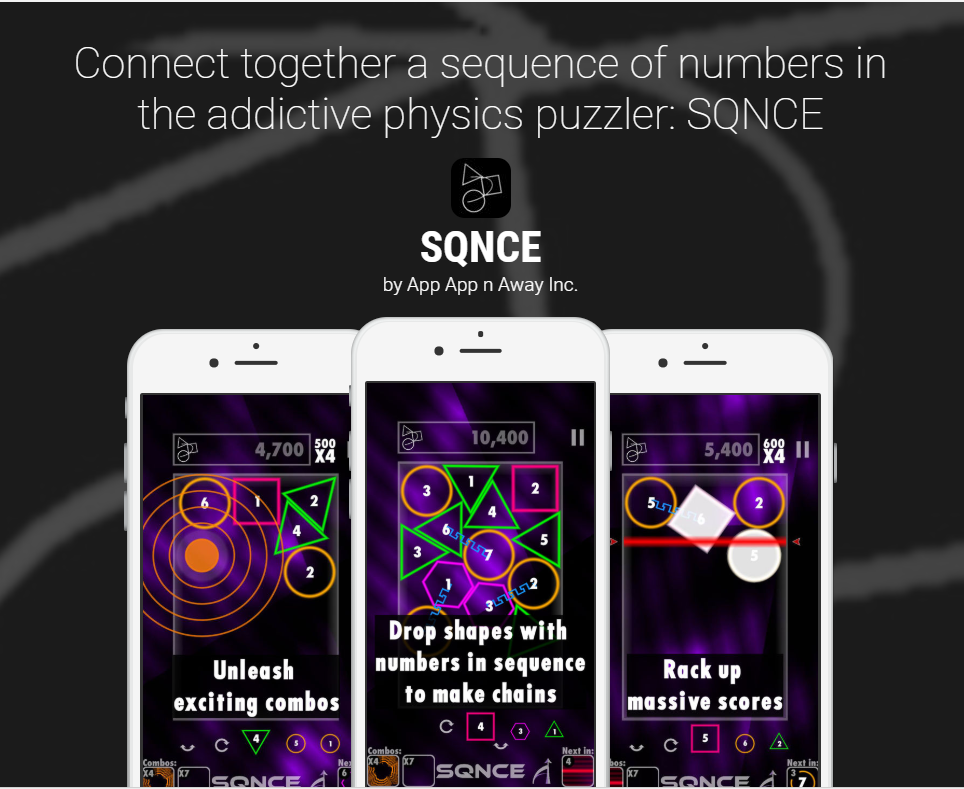 Connect together a sequence of numbers in
the addictive physics puzzler: SQNCE
SQNCE
by App App n Away Inc.
4,700
500
X4
6
1
2
4
2
Unleash
exciting combos
4
5
1
Combos:
X4
X7
Ne
6
SQNCE
10,400
3
1
2
4
6
5
3
7
1
2
3
Drop shapes with
numbers in sequence
to make chains
4
3
1
Combos:
X4
X7
SQNCE
Next in:
4
5,400
600
X4
5
6
2
5
Rack up
massive scores
5
6
2
bos:
X7
SQNCE
Next in:
3
7